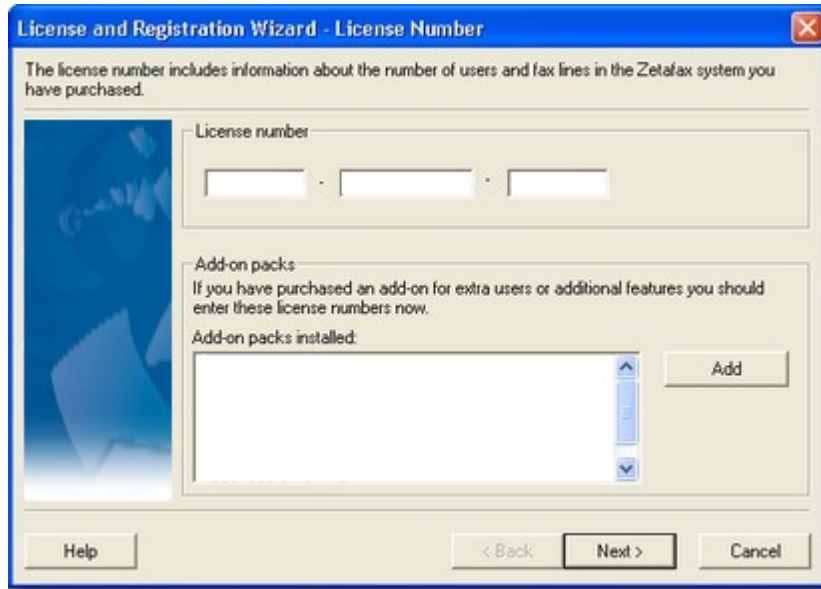 License and Registration Wizard - License Number
The license number includes information about the number of users and fax lines in the Zetafax system you
have purchased.
License number
- -
Add-on packs
If you have purchased an add-on for extra users or additional features you should
enter these license numbers now.
Add-on packs installed:
Add
Help
< Back
Next >
Cancel